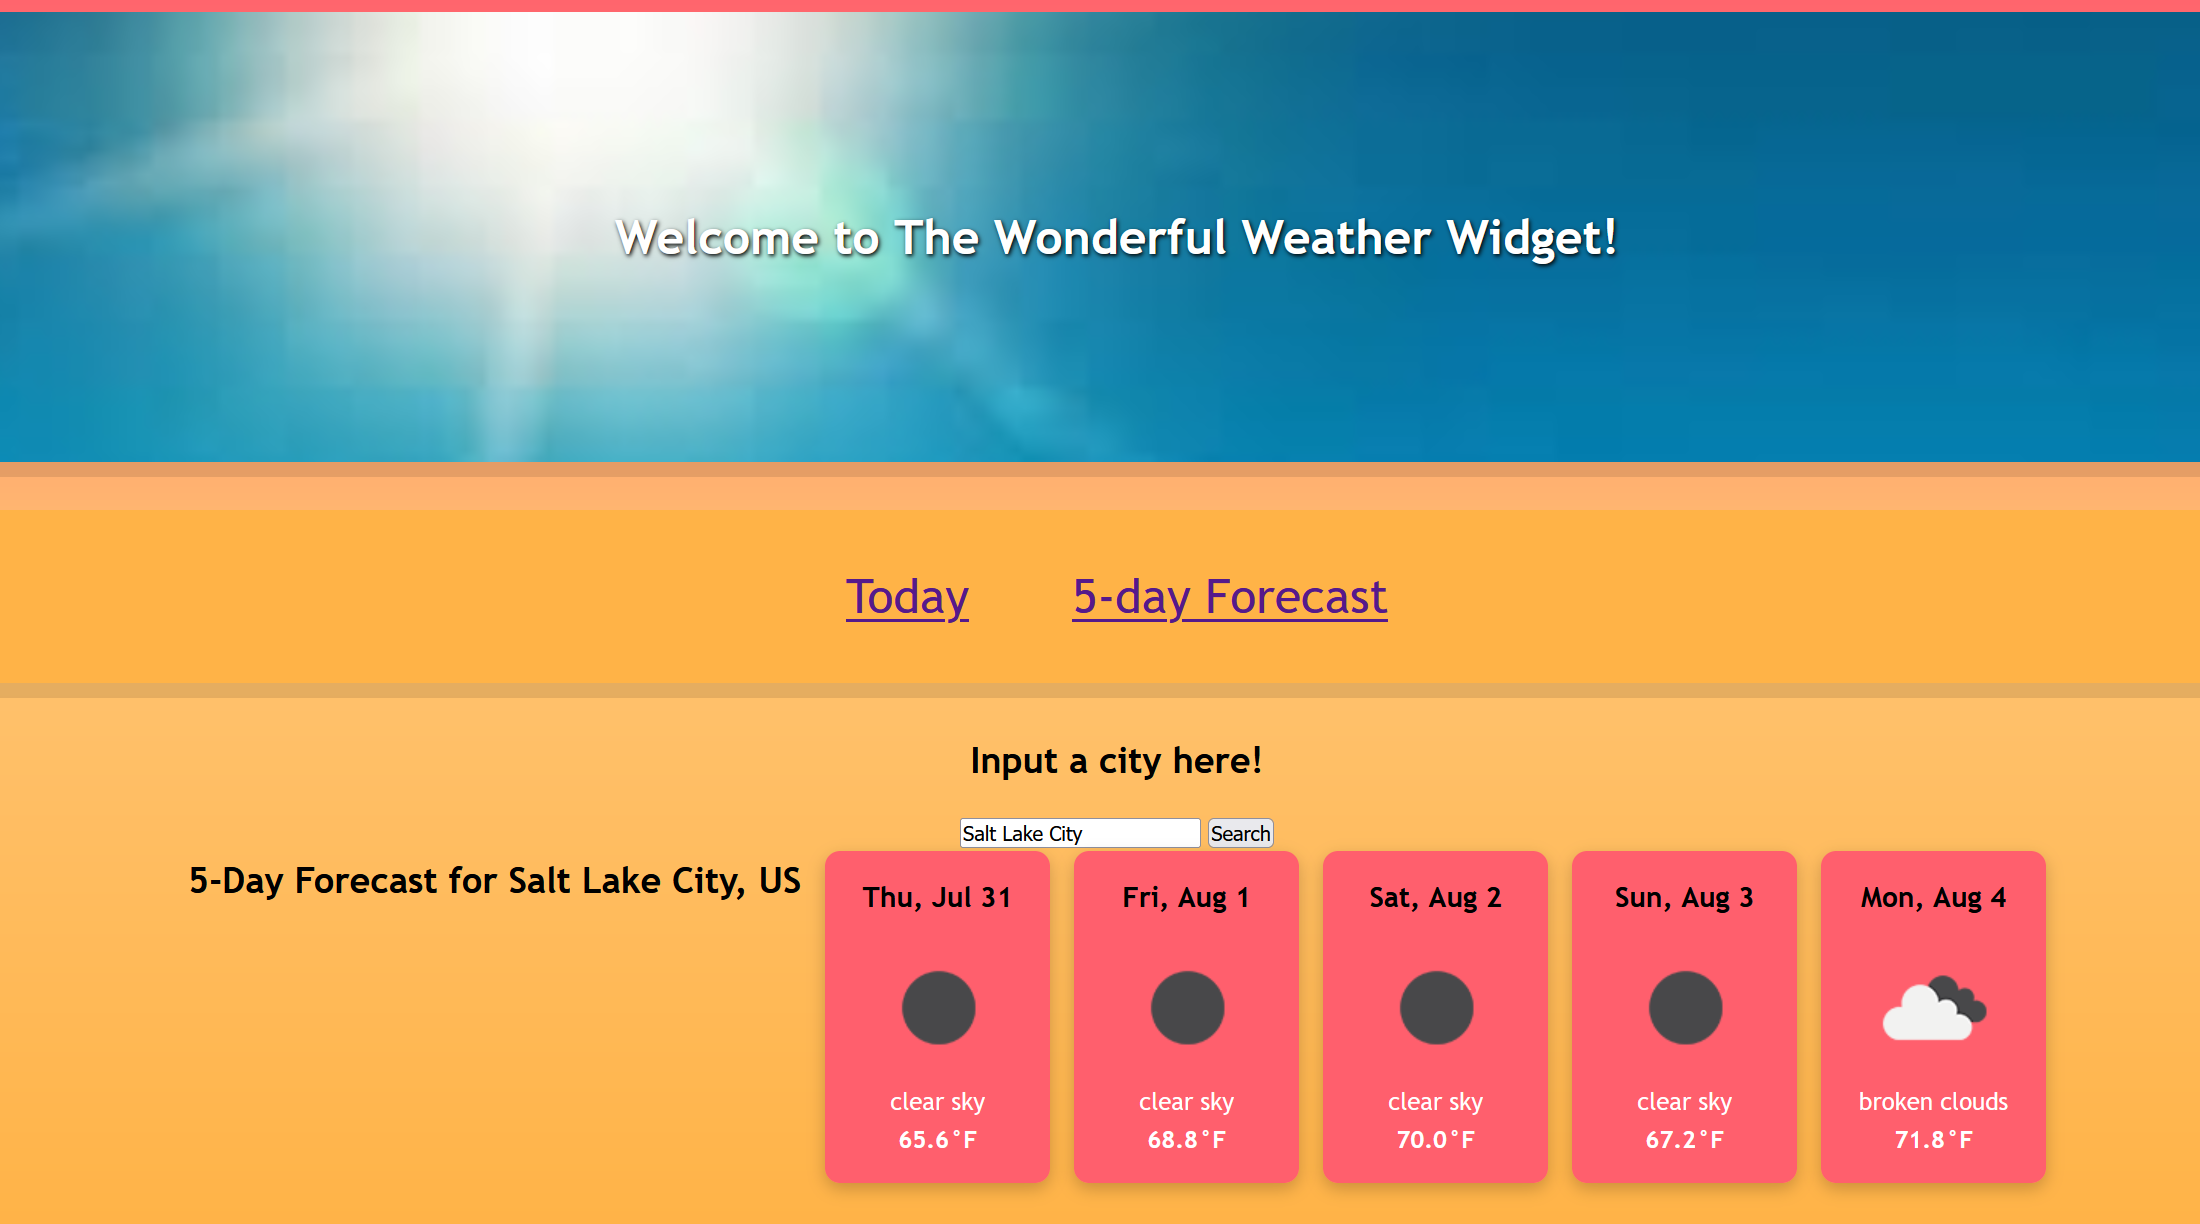 Welcome to The Wonderful Weather Widget!
Today
5-day Forecast
Input a city here!
Salt Lake City
Search
5-Day Forecast for Salt Lake City, US
Thu, Jul 31
clear sky
65.6°F
Fri, Aug 1
clear sky
68.8°F
Sat, Aug 2
clear sky
70.0°F
Sun, Aug 3
clear sky
67.2°F
Mon, Aug 4
broken clouds
71.8°F